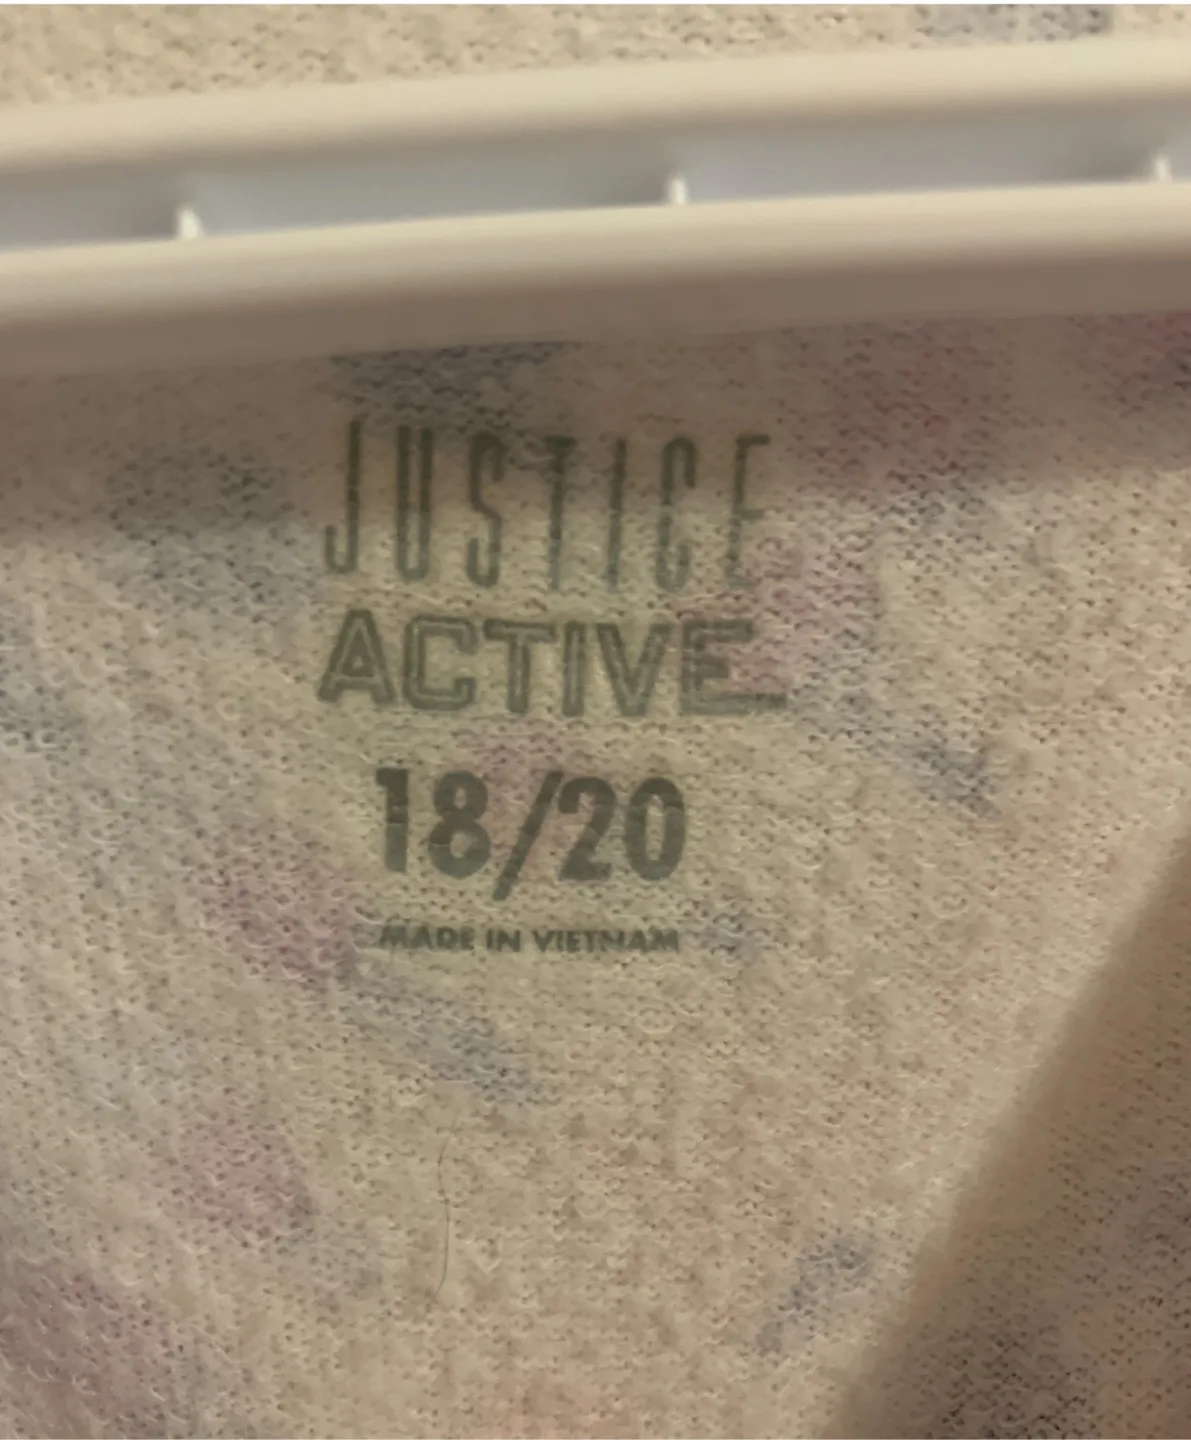 JUSTICE
ACTIVE
18/20
MADE IN VIETNAM